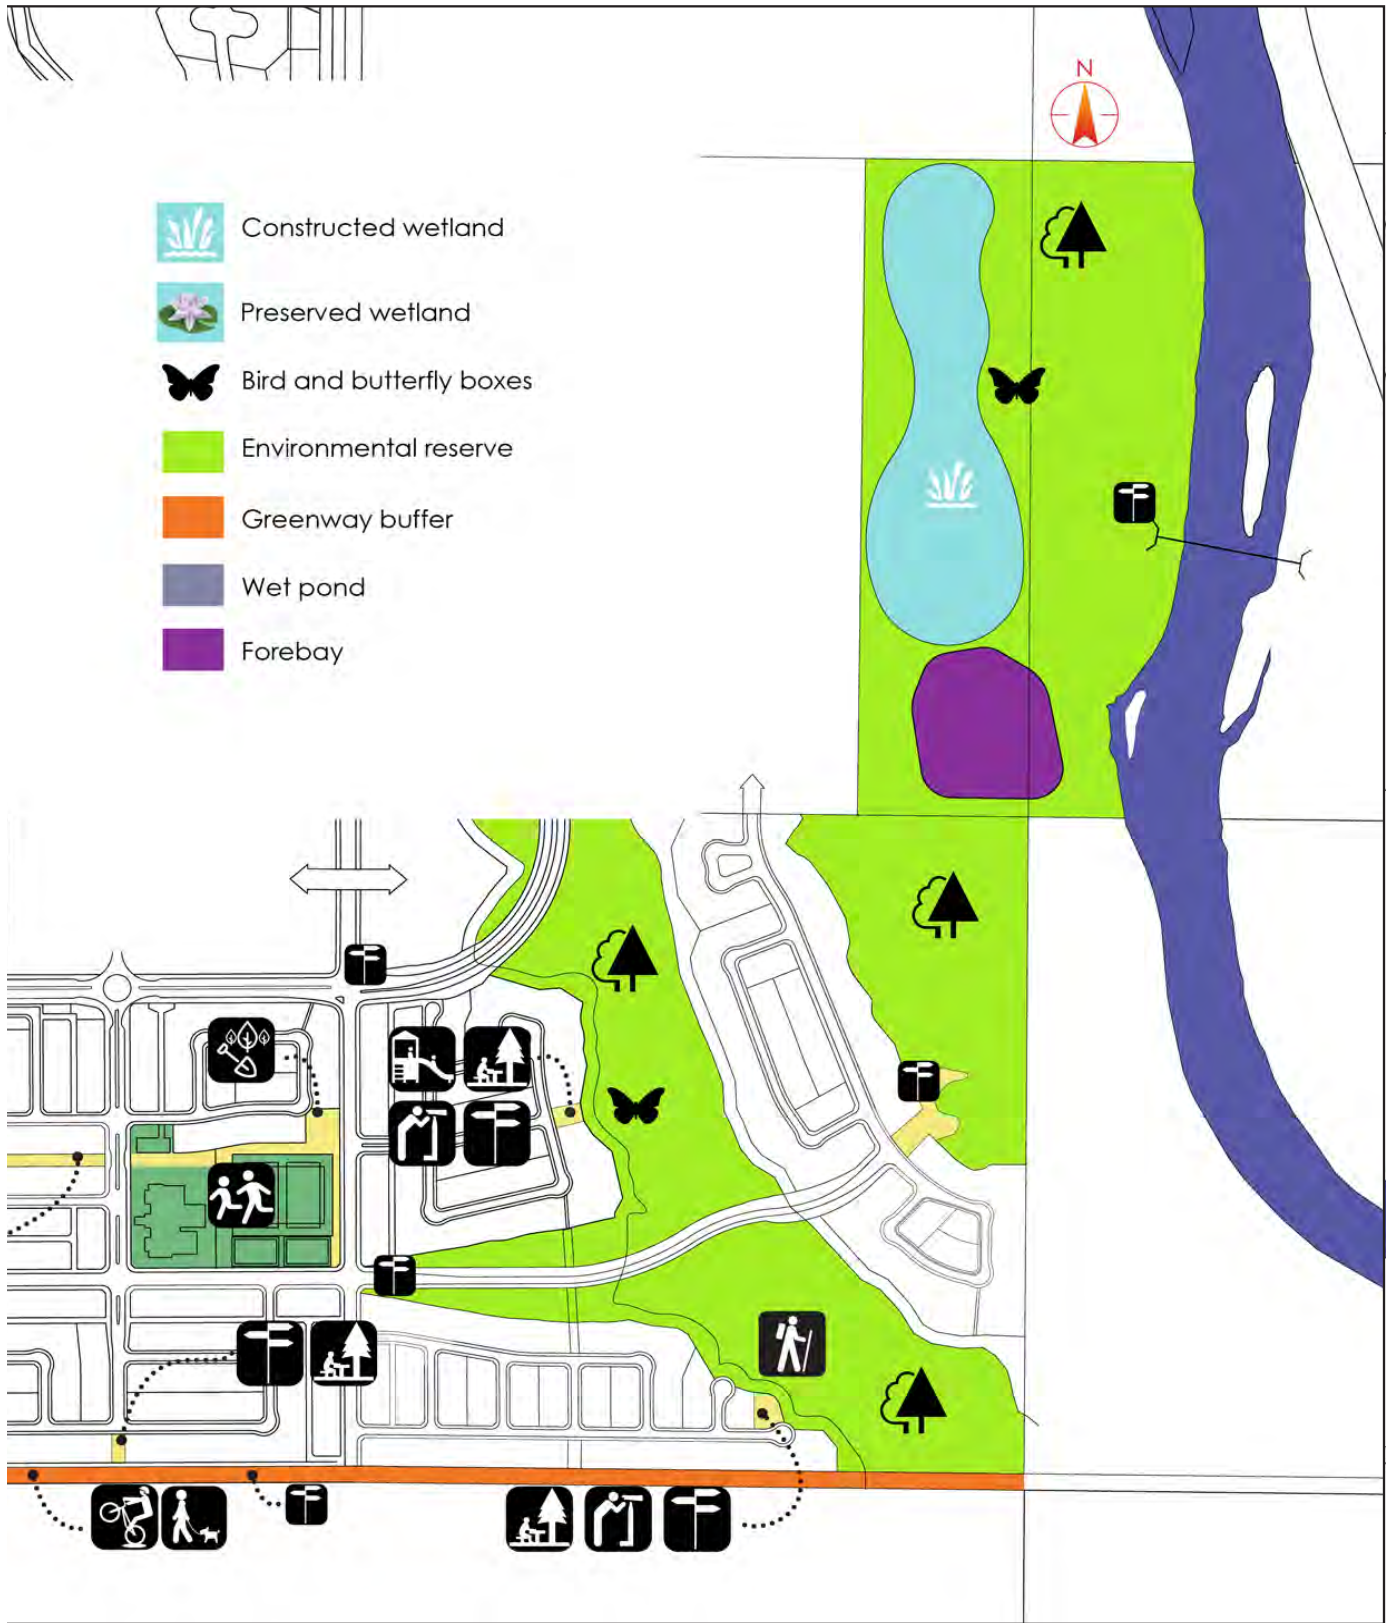 N
Constructed wetland
Preserved wetland
Bird and butterfly boxes
Environmental reserve
Greenway buffer
Wet pond
Forebay